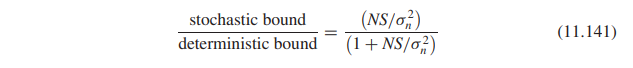 stochastic bound / deterministic bound = (NS/σ_n^2) / (1 + NS/σ_n^2) (11.141)